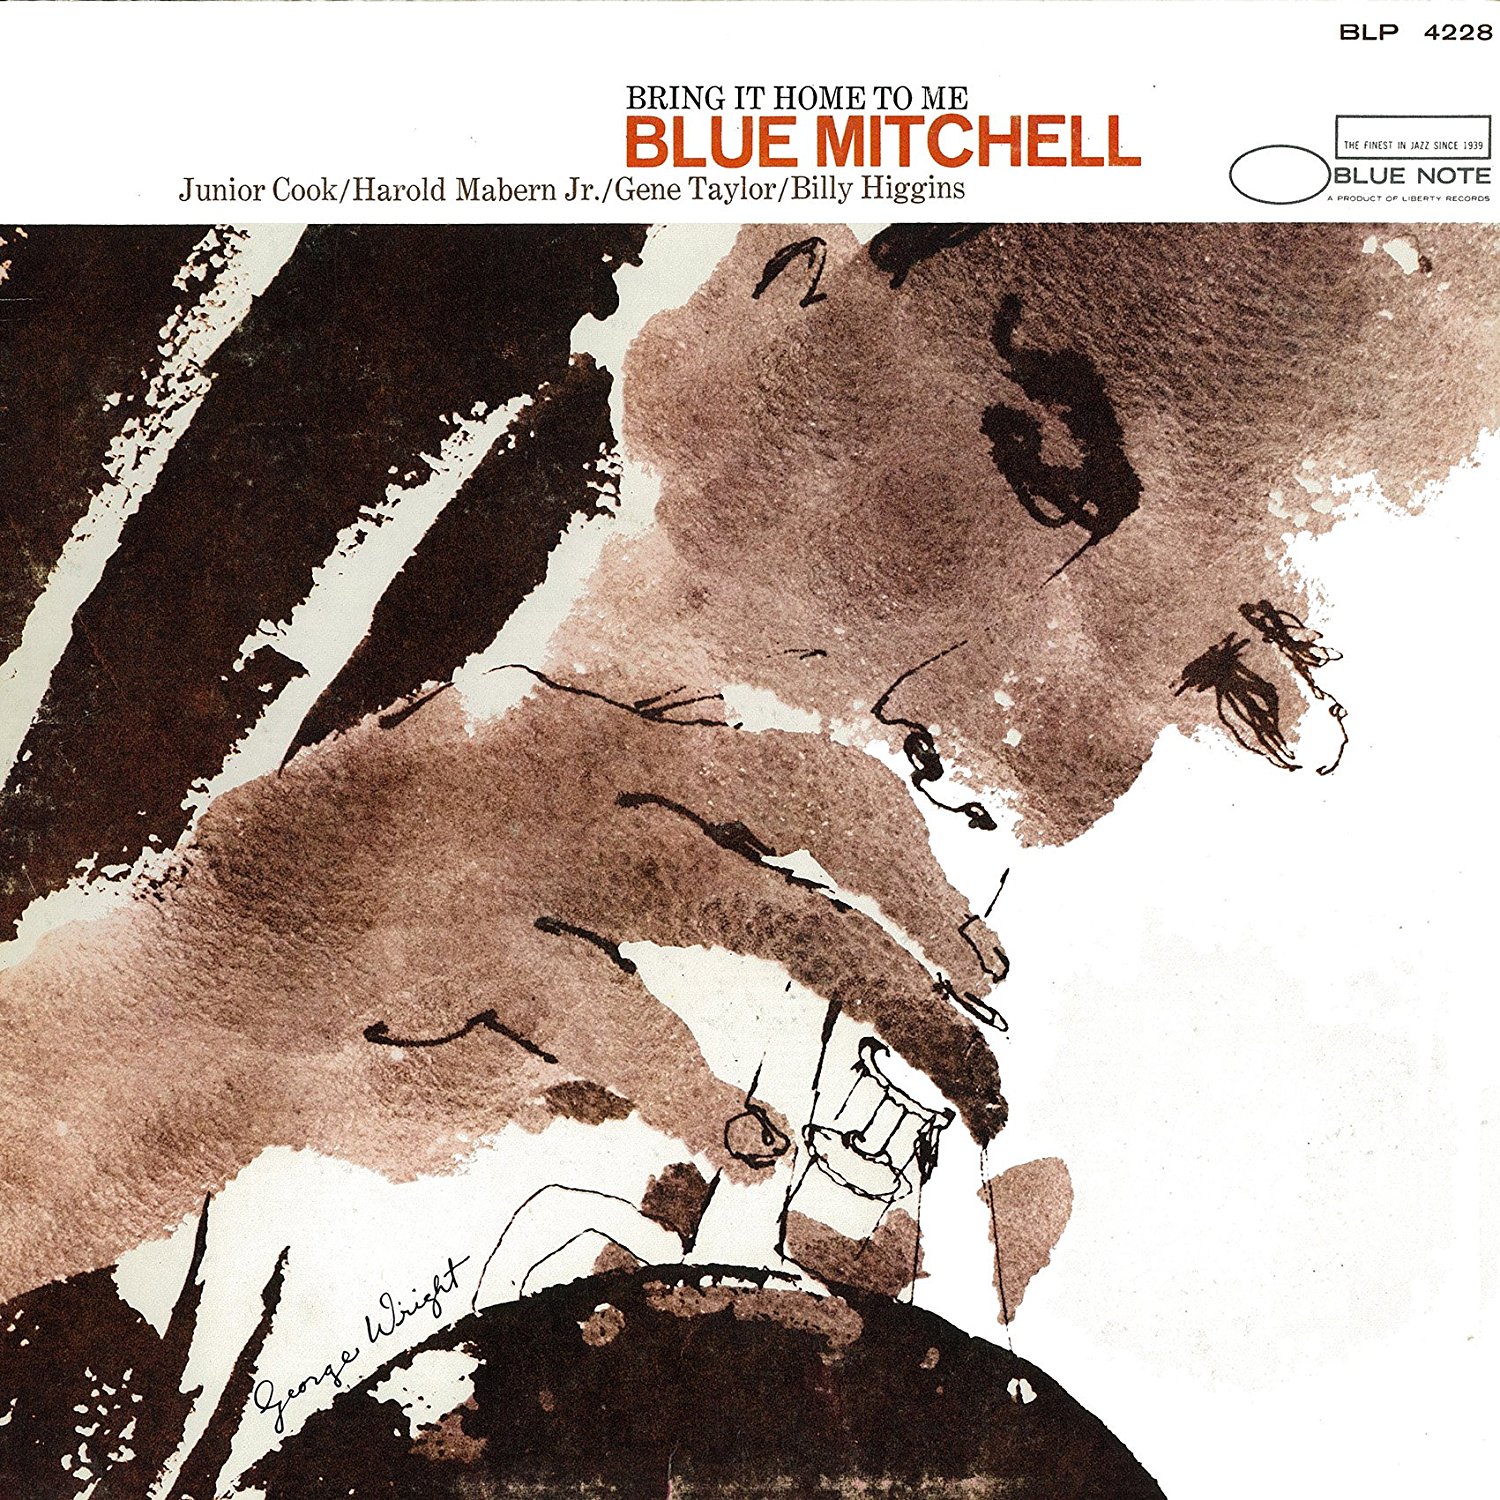 BLP 4228
BRING IT HOME TO ME
BLUE MITCHELL
Junior Cook/Harold Mabern Jr./Gene Taylor/Billy Higgins
THE FINEST IN JAZZ SINCE 1939
BLUE NOTE
A PRODUCT OF LIBERTY RECORDS
George Wright